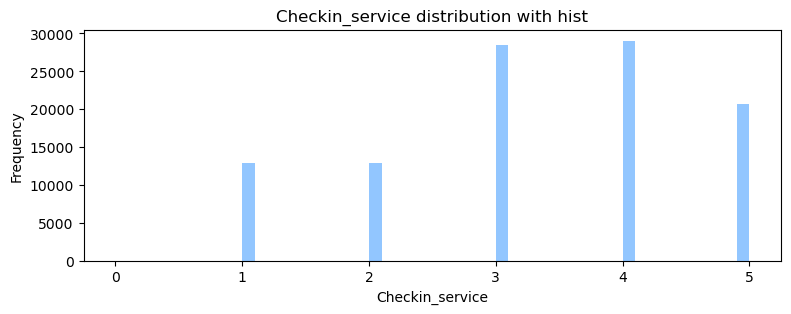 Checkin_service distribution with hist
30000
25000
20000
15000
10000
5000
0
Frequency
0 1 2 3 4 5
Checkin_service